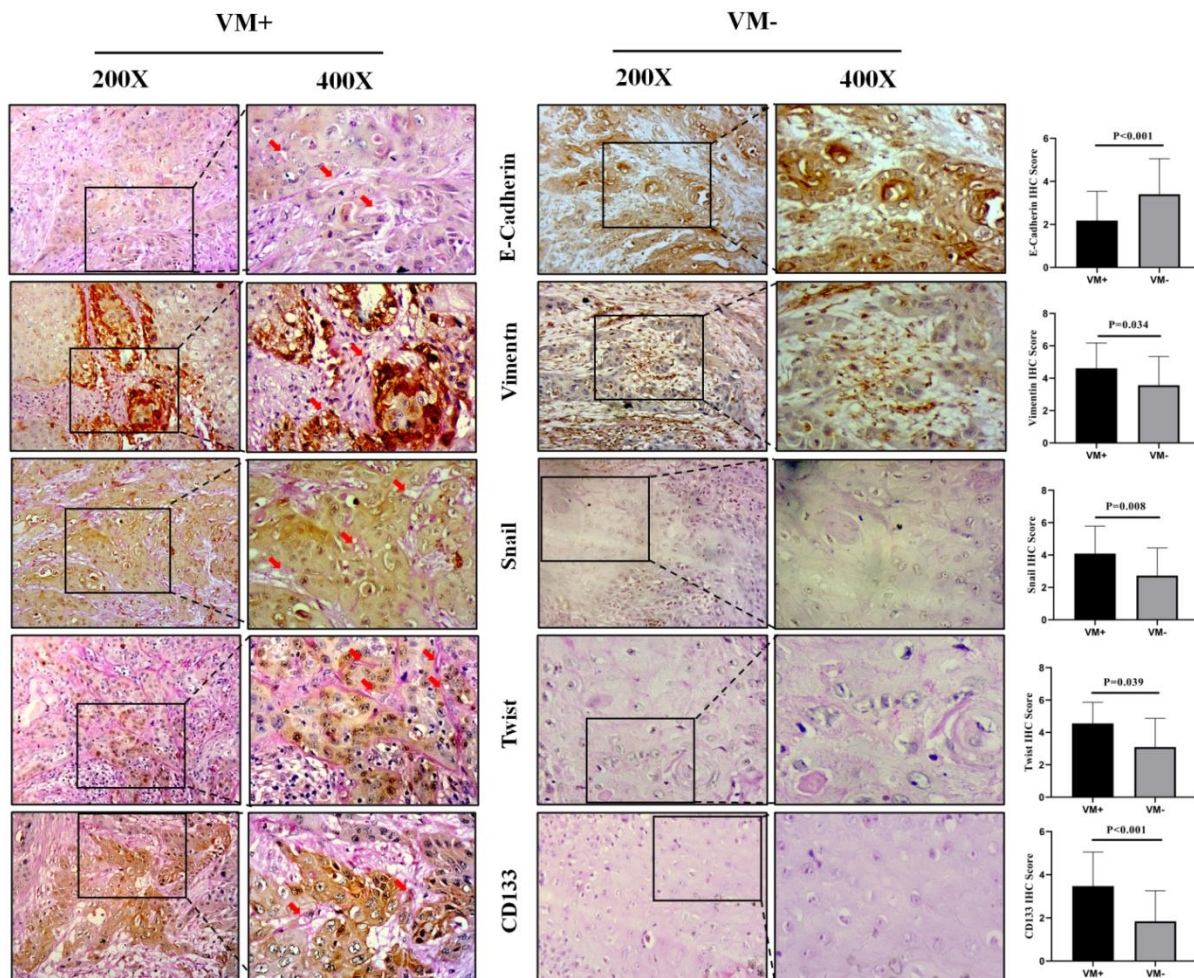 VM+
VM-
200X
400X
200X
400X
E-Cadherin
Vimentn
Snail
Twist
CD133
E-Cadherin IHC Score
6
4
2
0
P<0.001
VM+
VM-
Vimentin IHC Score
8
6
4
2
0
P=0.034
VM+
VM-
Snail IHC Score
8
6
4
2
0
P=0.008
VM+
VM-
Twist IHC Score
8
6
4
2
0
P=0.039
VM+
VM-
CD133 IHC Score
6
4
2
0
P<0.001
VM+
VM-